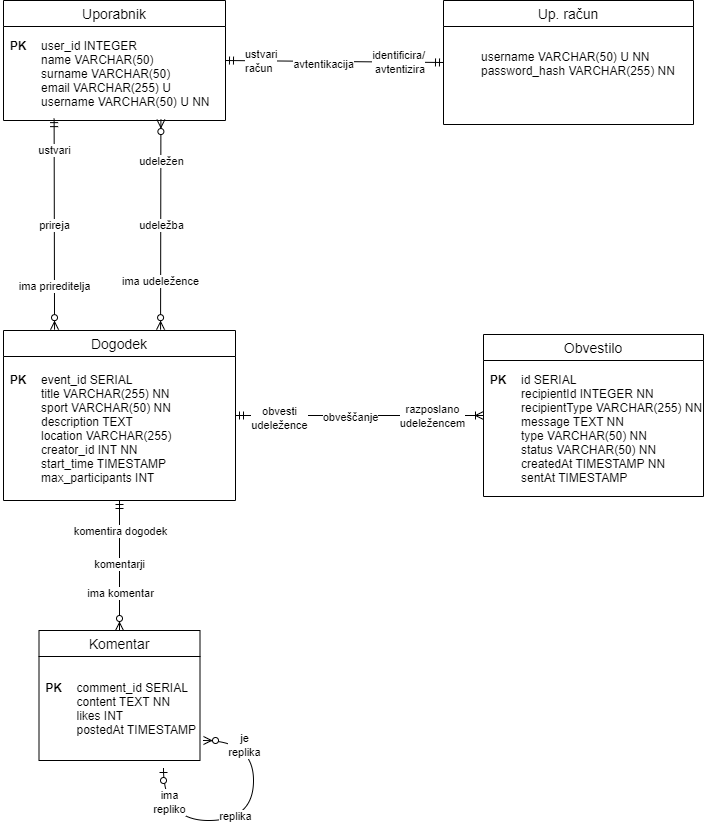 Uporabnik
PK user_id INTEGER
name VARCHAR(50)
surname VARCHAR(50)
email VARCHAR(255) U
username VARCHAR(50) U NN
ustvari
račun
avtentikacija
identificira/
avtentizira
Up. račun
username VARCHAR(50) U NN
password_hash VARCHAR(255) NN
ustvari
prireja
ima prireditelja
udeležen
udeležba
ima udeležence
Dogodek
PK event_id SERIAL
title VARCHAR(255) NN
sport VARCHAR(50) NN
description TEXT
location VARCHAR(255)
creator_id INT NN
start_time TIMESTAMP
max_participants INT
obvesti
udeležence
obveščanje
razposlano
udeležencem
Obvestilo
PK id SERIAL
recipientId INTEGER NN
recipientType VARCHAR(255) NN
message TEXT NN
type VARCHAR(50) NN
status VARCHAR(50) NN
createdAt TIMESTAMP NN
sentAt TIMESTAMP
komentira dogodek
komentarji
ima komentar
Komentar
PK comment_id SERIAL
content TEXT NN
likes INT
postedAt TIMESTAMP
je
replika
ima
repliko
replika